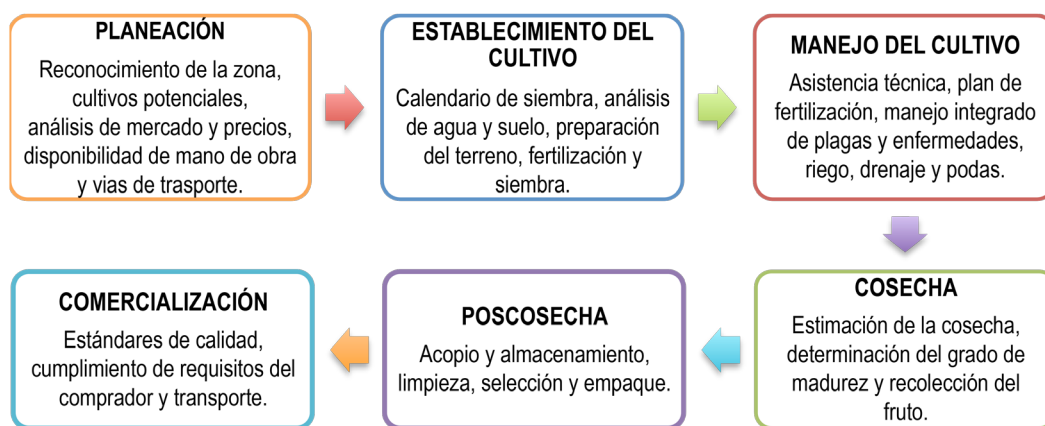 PLANEACIÓN
Reconocimiento de la zona,
cultivos potenciales,
análisis de mercado y precios,
disponibilidad de mano de obra
y vias de trasporte.
ESTABLECIMIENTO DEL
CULTIVO
Calendario de siembra, análisis
de agua y suelo, preparación
del terreno, fertilización y
siembra.
MANEJO DEL CULTIVO
Asistencia técnica, plan de
fertilización, manejo integrado
de plagas y enfermedades,
riego, drenaje y podas.
COSECHA
Estimación de la cosecha,
determinación del grado de
madurez y recolección del
fruto.
POSCOSECHA
Acopio y almacenamiento,
limpieza, selección y empaque.
COMERCIALIZACIÓN
Estándares de calidad,
cumplimiento de requisitos del
comprador y transporte.